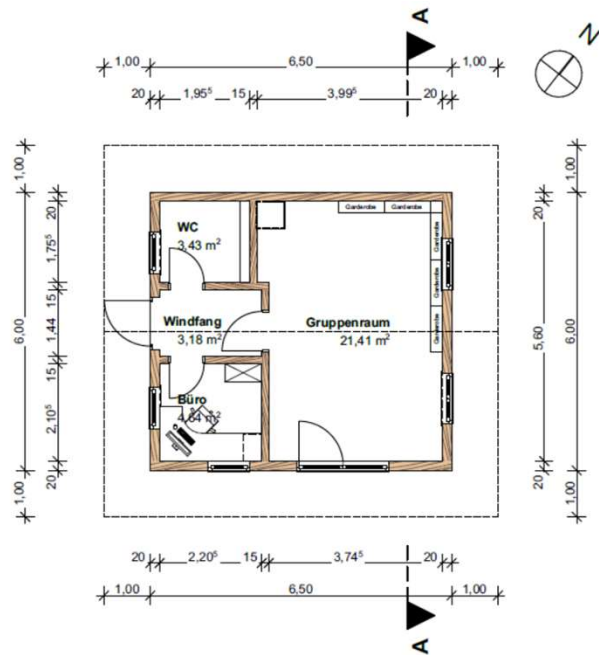 A
N
1,00 6,50 1,00
20 1,95⁵ 15 3,99⁵ 20
1,00
20
1,75⁵
15
1,44
15
2,10⁵
20
1,00
6,00
WC
3,43 m²
Windfang
3,18 m²
Büro
Gruppenraum
21,41 m²
Garderobe Garderobe
Garderobe
Garderobe
Garderobe
1,00
20
5,60
6,00
20
1,00
20 2,20⁵ 15 3,74⁵ 20
1,00 6,50 1,00
A